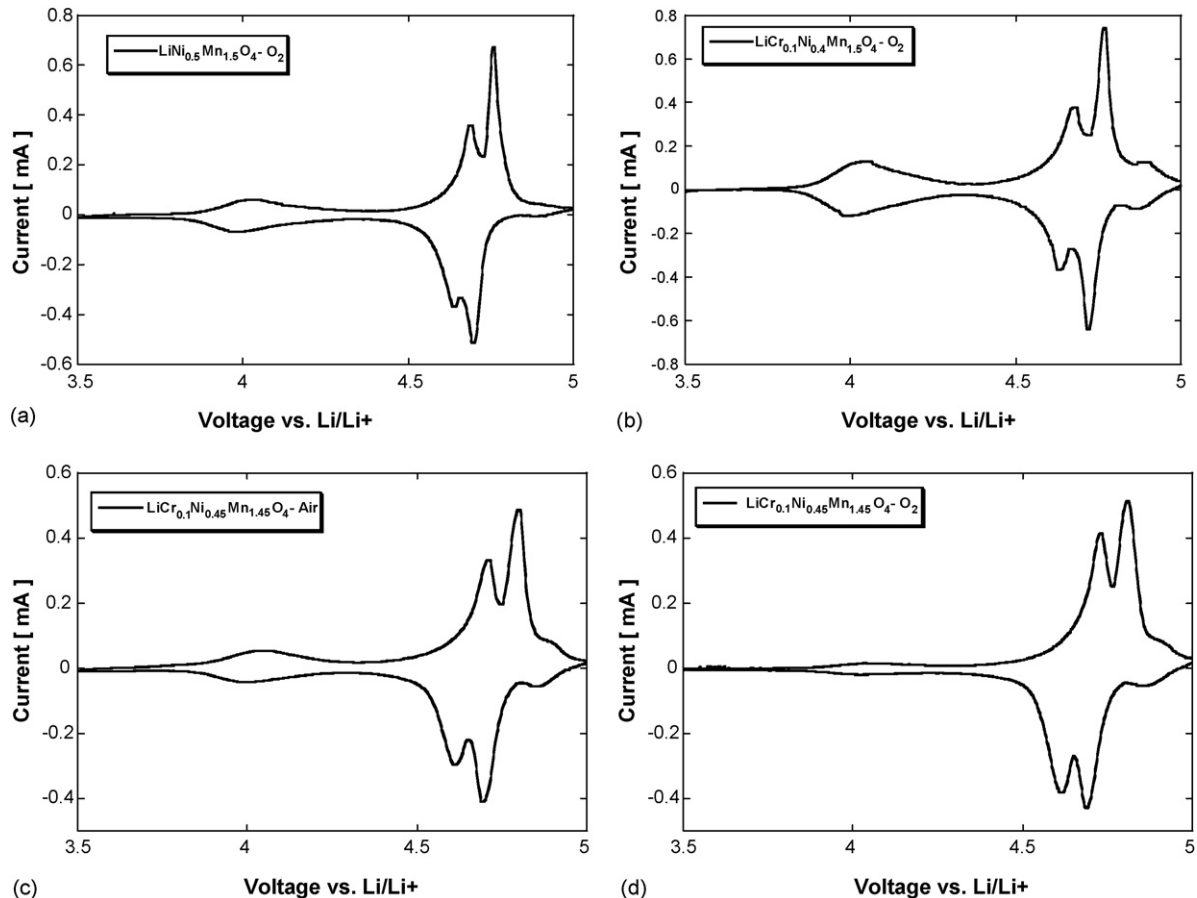 LiNi0.5Mn1.5O4- O2
0.8
0.6
0.4
0.2
0
-0.2
-0.4
-0.6
Current [ mA ]
3.5 4 4.5 5
(a) Voltage vs. Li/Li+
LiCr0.1Ni0.4Mn1.5O4- O2
0.8
0.6
0.4
0.2
0
-0.2
-0.4
-0.6
-0.8
Current [ mA ]
3.5 4 4.5 5
(b) Voltage vs. Li/Li+
LiCr0.1Ni0.45Mn1.45O4- Air
0.6
0.4
0.2
0
-0.2
-0.4
Current [ mA ]
3.5 4 4.5 5
(c) Voltage vs. Li/Li+
LiCr0.1Ni0.45Mn1.45O4- O2
0.6
0.4
0.2
0
-0.2
-0.4
Current [ mA ]
3.5 4 4.5 5
(d) Voltage vs. Li/Li+